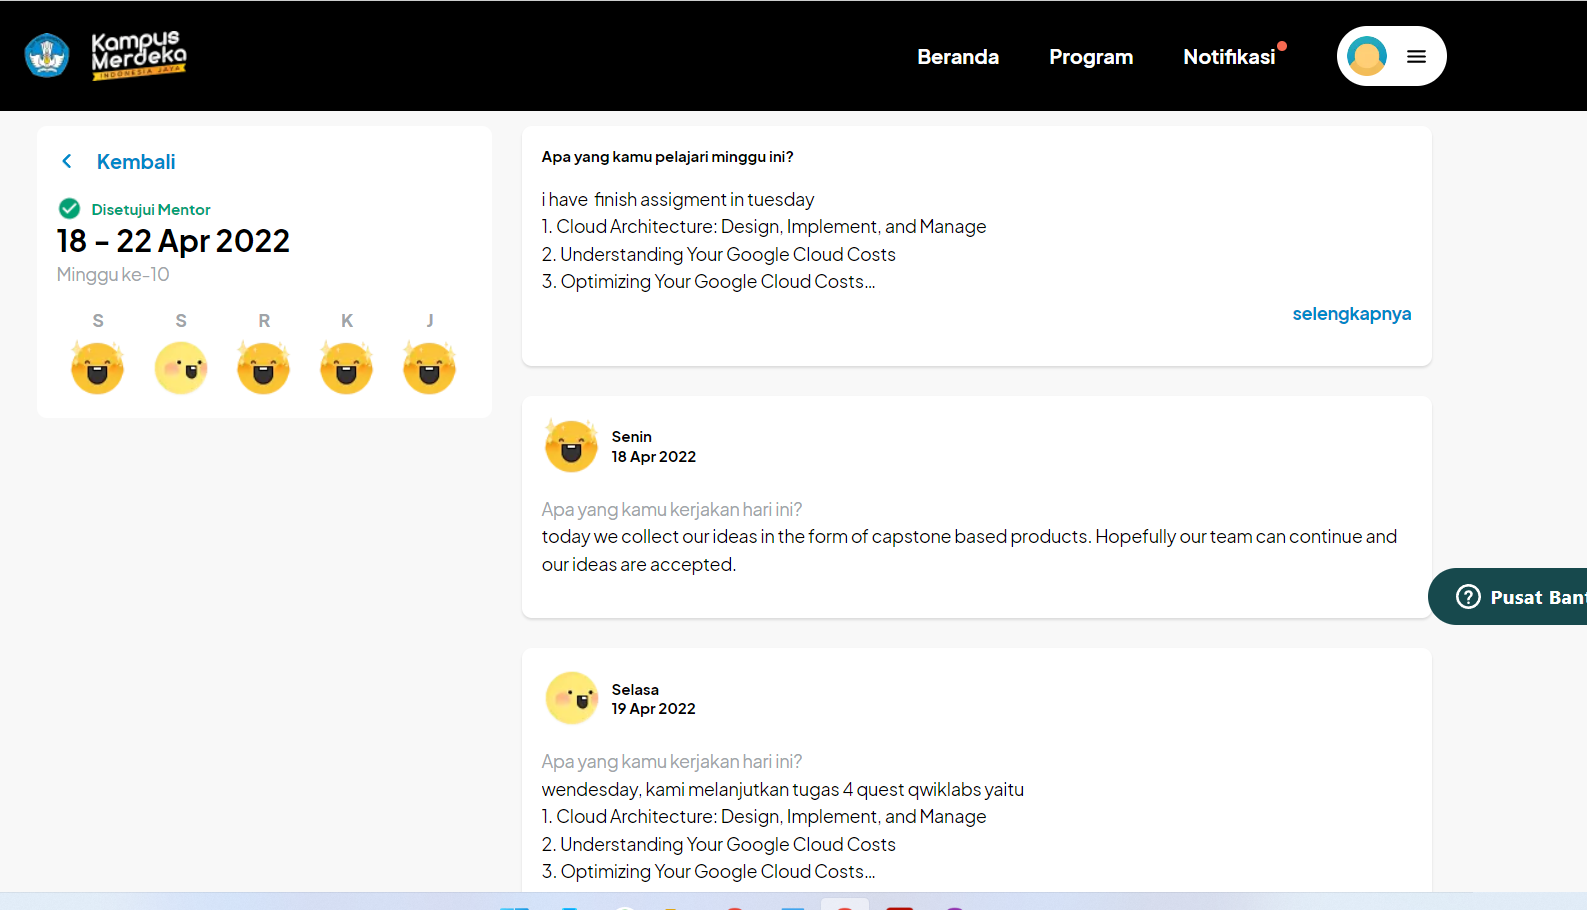 Kampus
Merdeka
INDONESIA JAYA
Beranda
Program
Notifikasi
Kembali
Disetujui Mentor
18 - 22 Apr 2022
Minggu ke-10
S S R K J
Apa yang kamu pelajari minggu ini?
i have finish assigment in tuesday
1. Cloud Architecture: Design, Implement, and Manage
2. Understanding Your Google Cloud Costs
3. Optimizing Your Google Cloud Costs...
selengkapnya
Senin
18 Apr 2022
Apa yang kamu kerjakan hari ini?
today we collect our ideas in the form of capstone based products. Hopefully our team can continue and
our ideas are accepted.
Pusat Bant
Selasa
19 Apr 2022
Apa yang kamu kerjakan hari ini?
wendesday, kami melanjutkan tugas 4 quest qwiklabs yaitu
1. Cloud Architecture: Design, Implement, and Manage
2. Understanding Your Google Cloud Costs
3. Optimizing Your Google Cloud Costs...